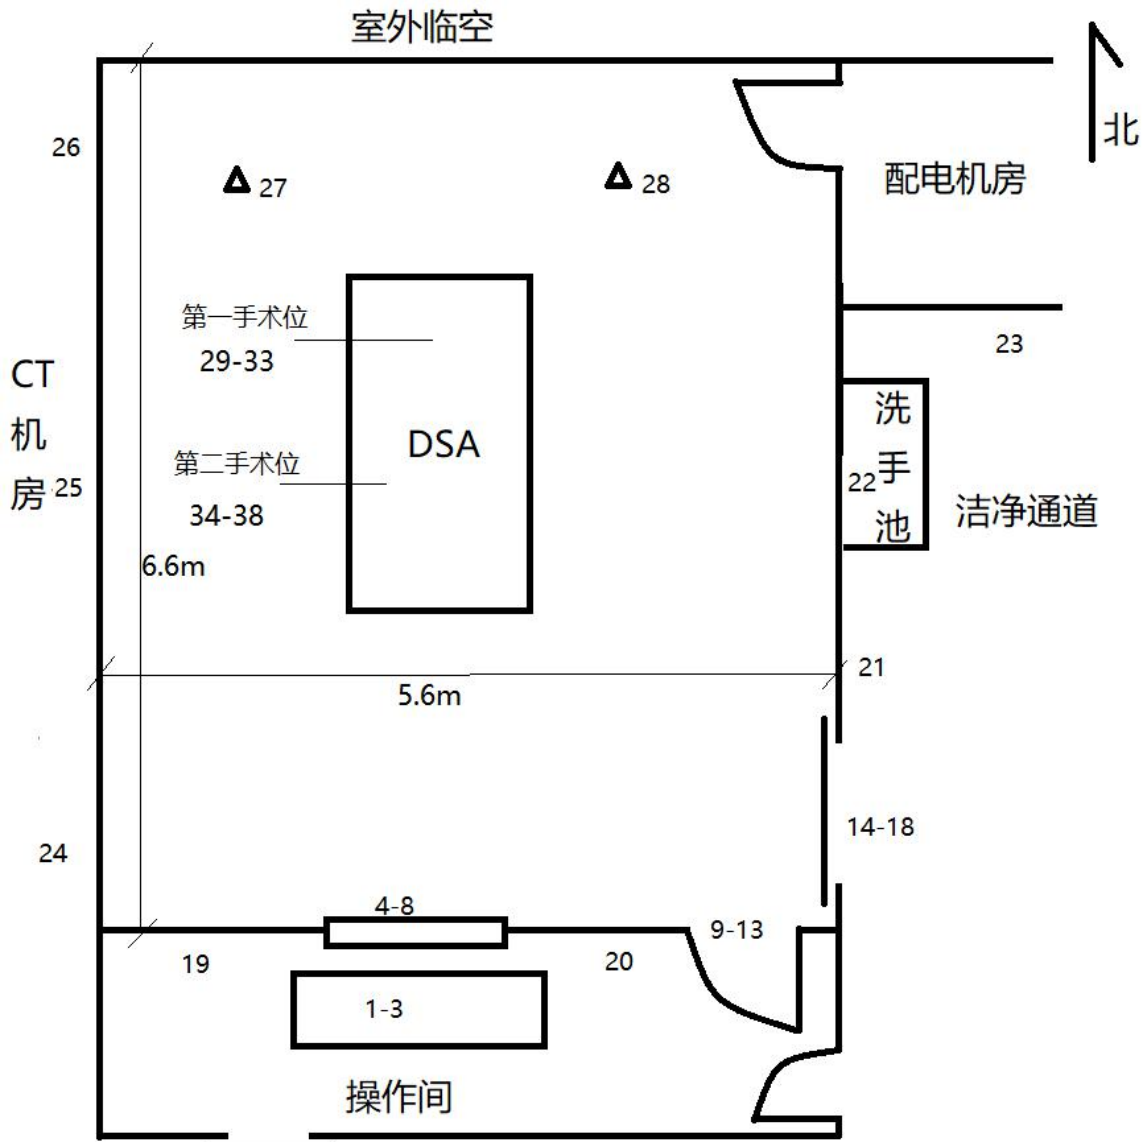 室外临空
北
26
27
28
配电机房
第一手术位
29-33
23
CT
机
房
25
DSA
洗
手
池
22
洁净通道
第二手术位
34-38
6.6m
5.6m
21
14-18
24
4-8
9-13
19
20
1-3
操作间